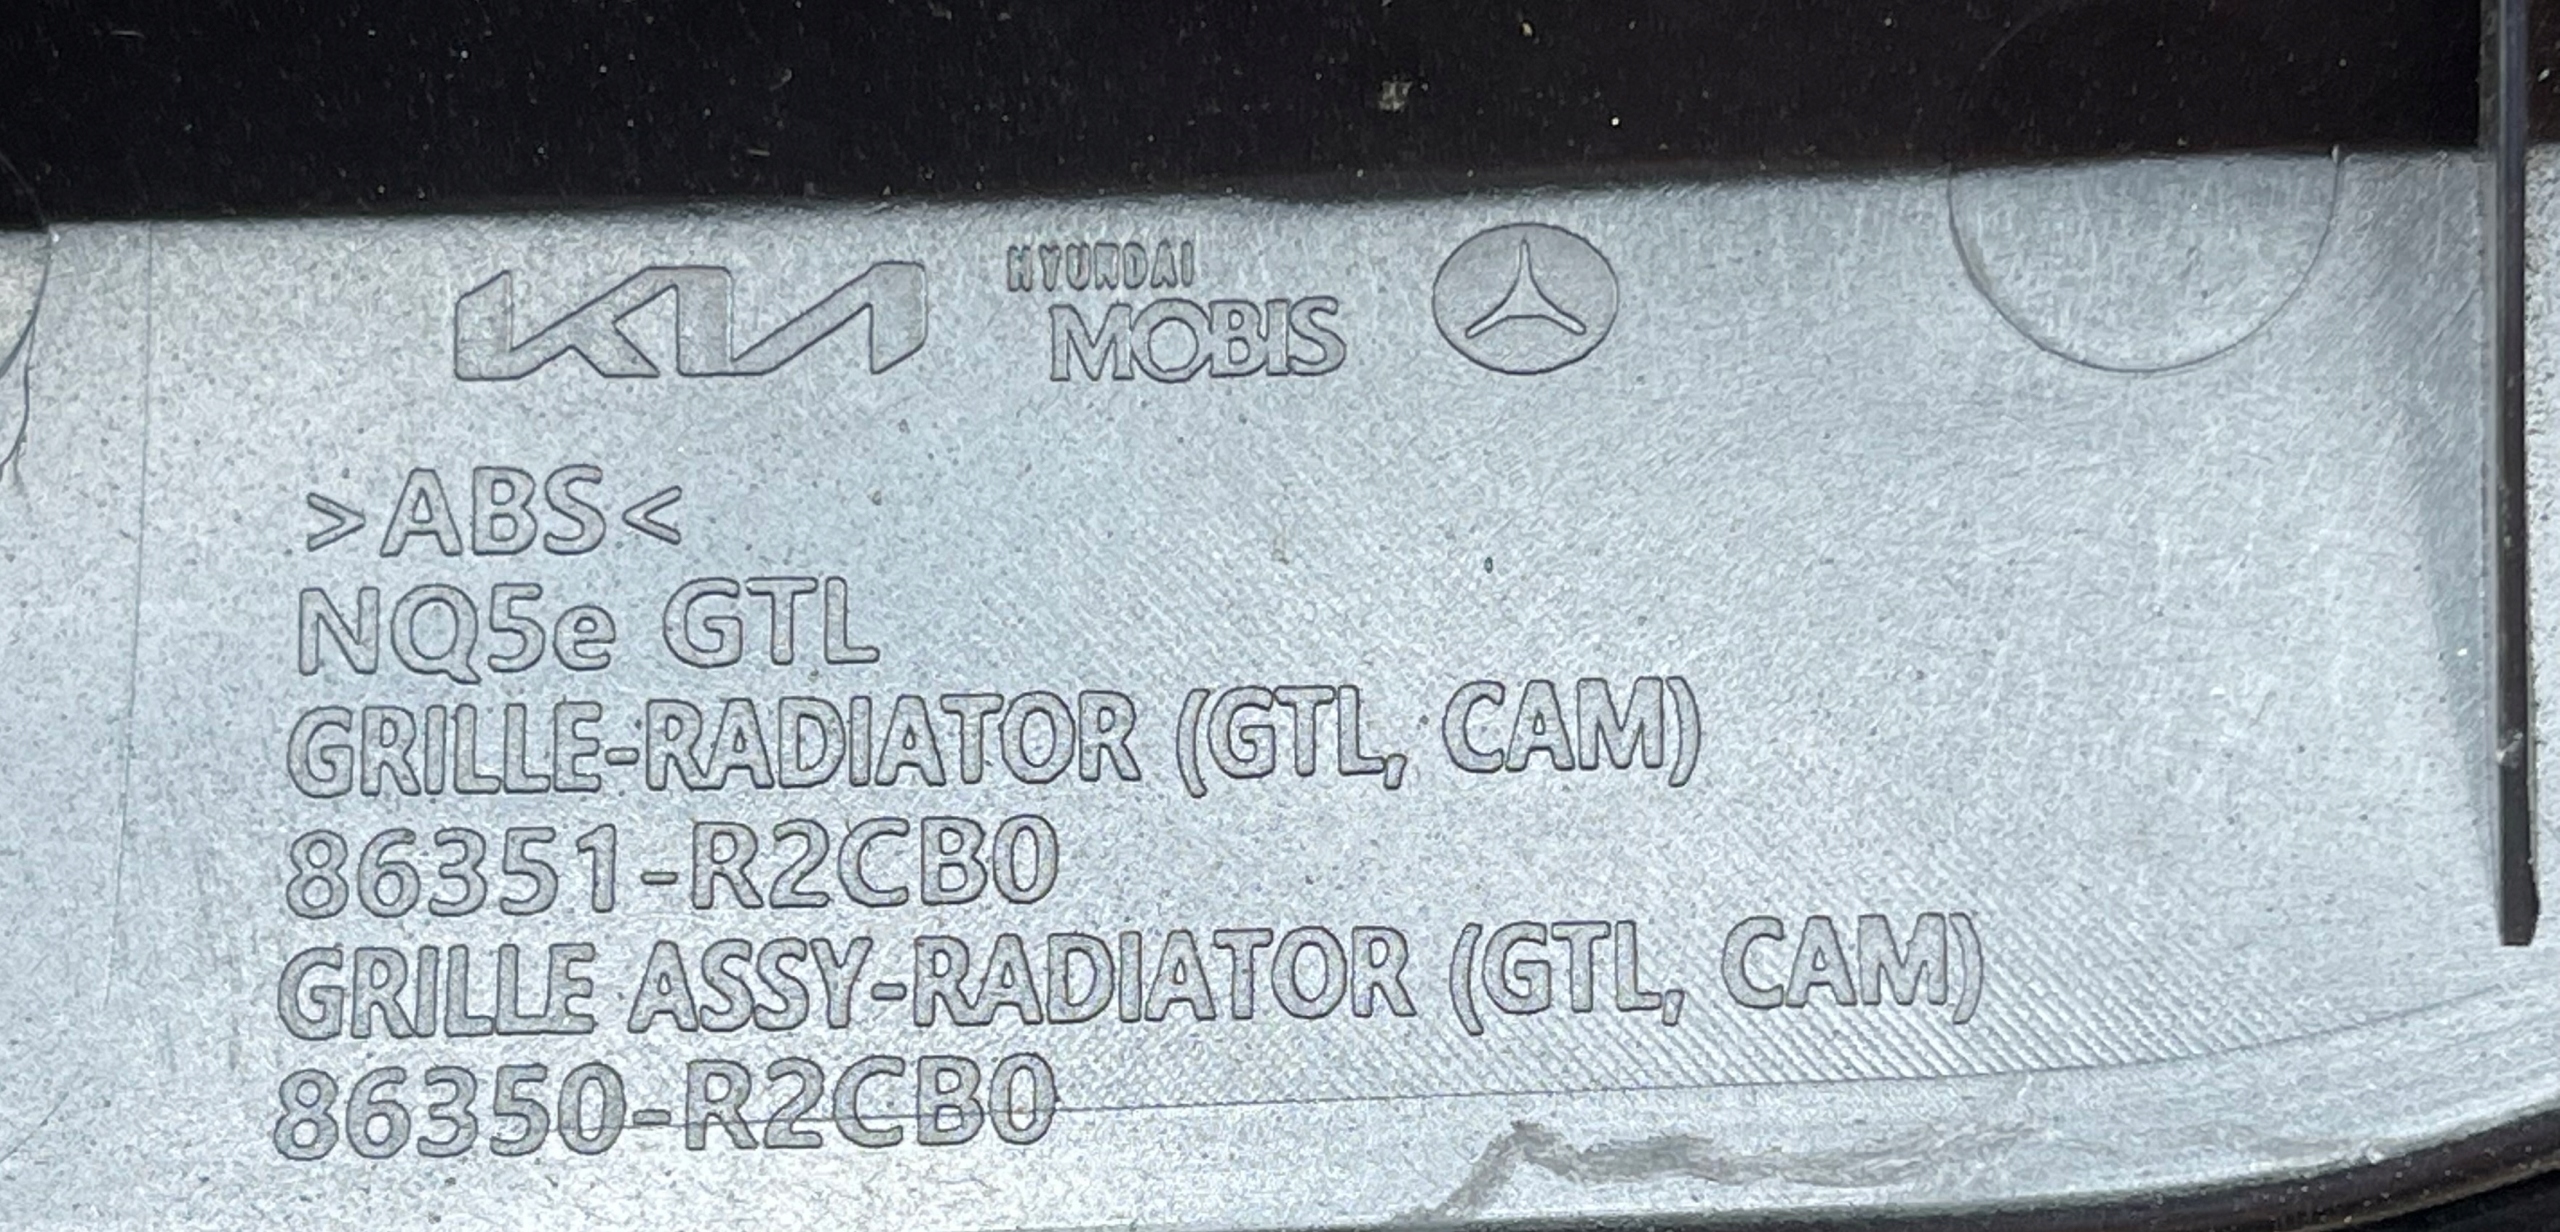 KIA HYUNDAI MOBIS
>ABS<
NQ5e GTL
GRILLE-RADIATOR (GTL, CAM)
86351-R2CB0
GRILLE ASSY-RADIATOR (GTL, CAM)
86350-R2CB0